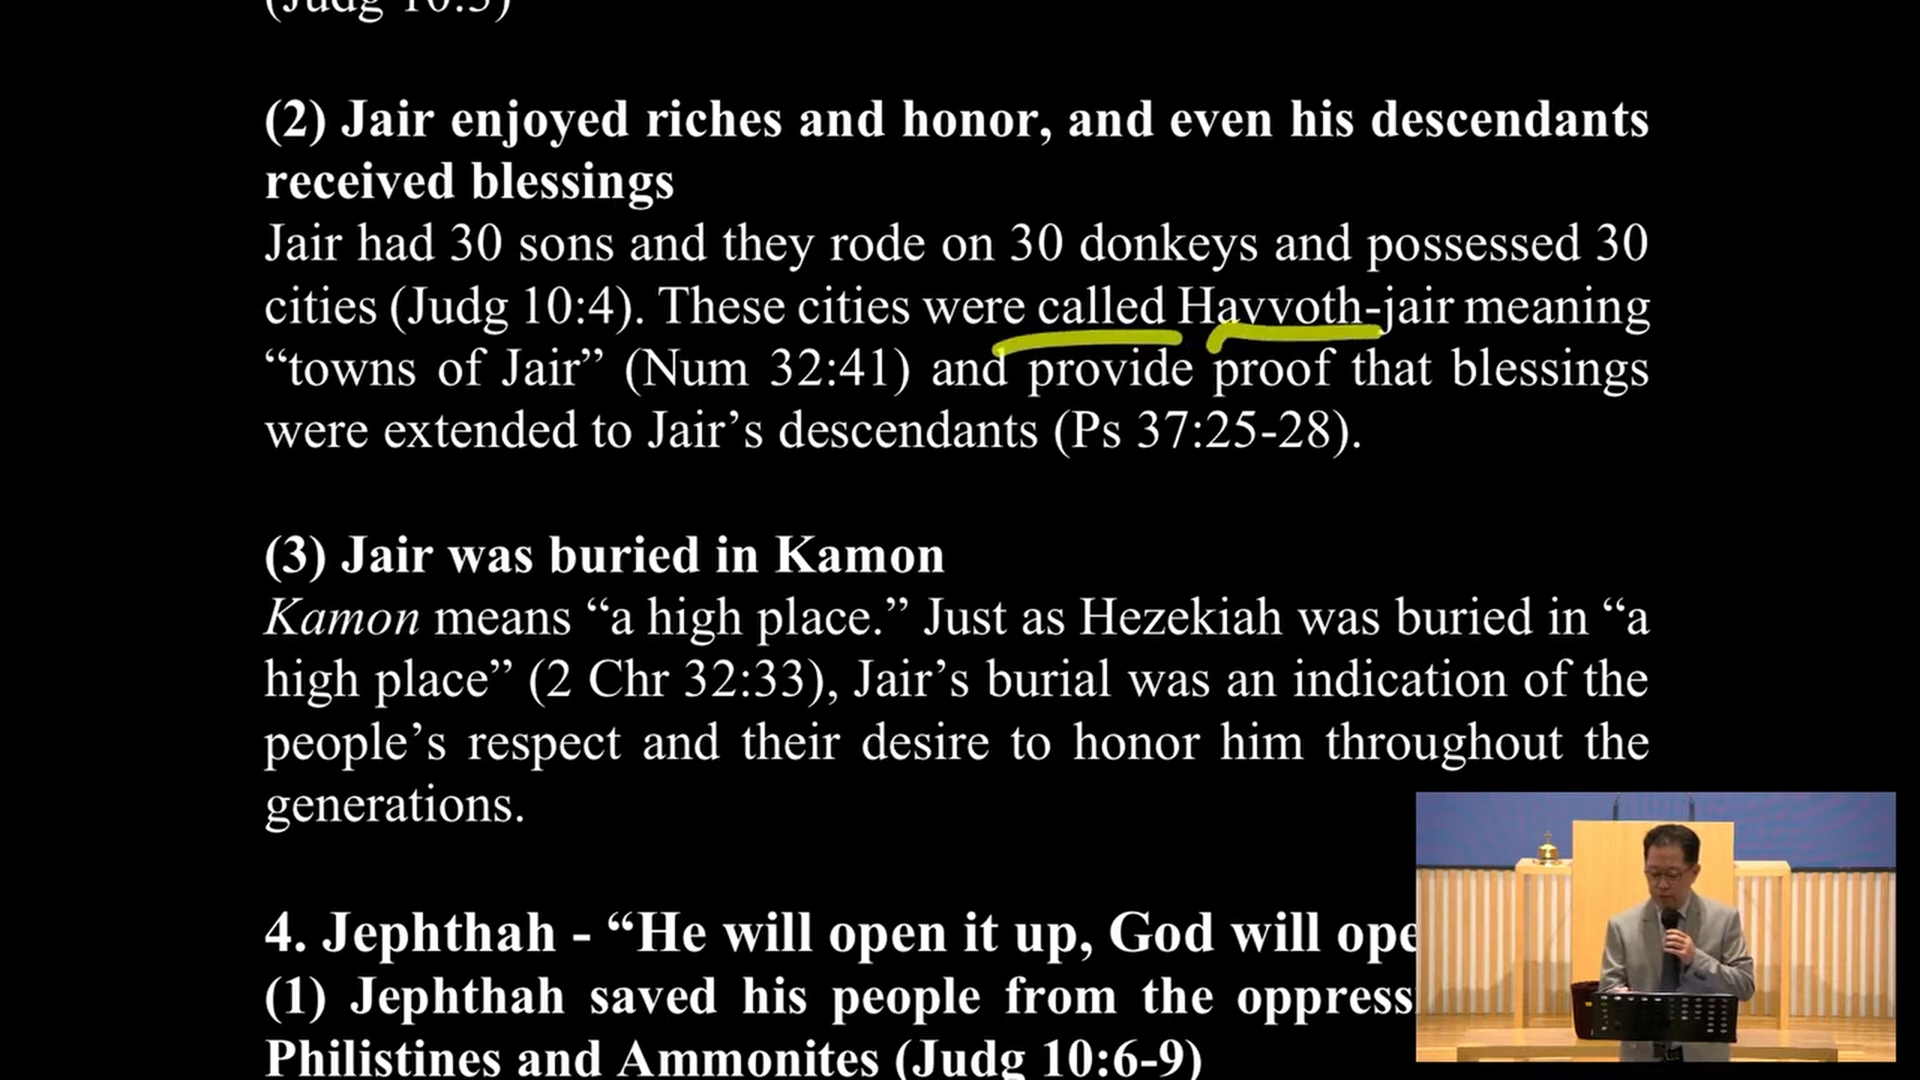 (Judg 10:3)
(2) Jair enjoyed riches and honor, and even his descendants
received blessings
Jair had 30 sons and they rode on 30 donkeys and possessed 30
cities (Judg 10:4). These cities were called Havvoth-jair meaning
“towns of Jair” (Num 32:41) and provide proof that blessings
were extended to Jair’s descendants (Ps 37:25-28).
(3) Jair was buried in Kamon
Kamon means “a high place.” Just as Hezekiah was buried in “a
high place” (2 Chr 32:33), Jair’s burial was an indication of the
people’s respect and their desire to honor him throughout the
generations.
4. Jephthah - “He will open it up, God will ope
(1) Jephthah saved his people from the oppress
Philistines and Ammonites (Judg 10:6-9)